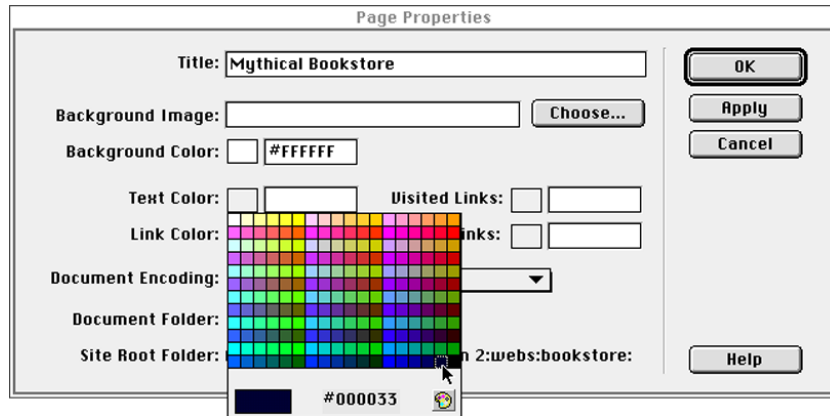 Page Properties
Title: Mythical Bookstore
OK
Background Image: Choose...
Apply
Background Color: #FFFFFF
Cancel
Text Color: Visited Links:
Link Color: inks:
Document Encoding:
Document Folder:
Site Root Folder: n 2:webs:bookstore:
Help
#000033